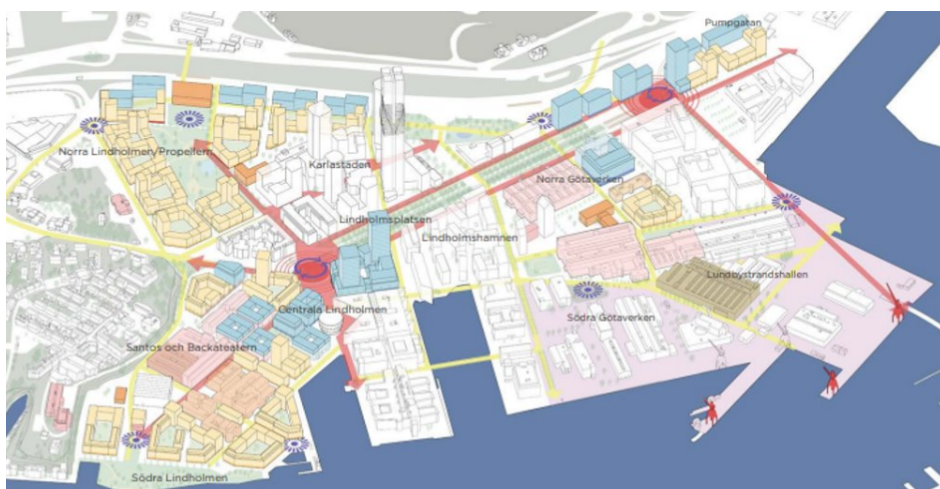 Pumpgatan
Norra Lindholmen/Propellern
Karlastaden
Norra Götaverken
Lindholmsplatsen
Lindholmshamnen
Lundbystrandshallen
Centrala Lindholmen
Södra Götaverken
Santos och Backateatern
Södra Lindholmen